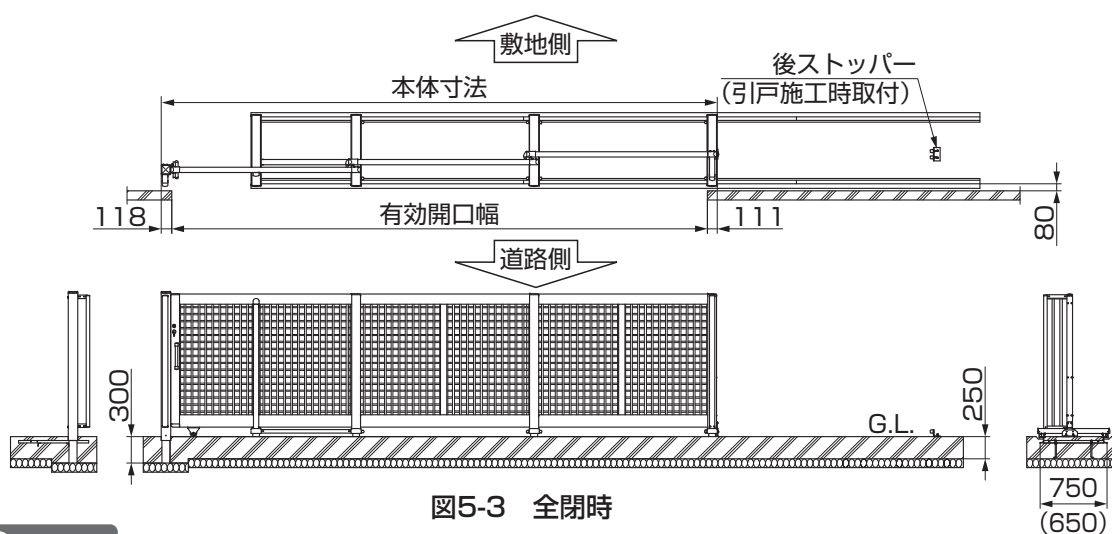 敷地側
後ストッパー
(引戸施工時取付)
本体寸法
118
有効開口幅
111
80
道路側
300
G.L.
250
750
(650)
図5-3 全閉時